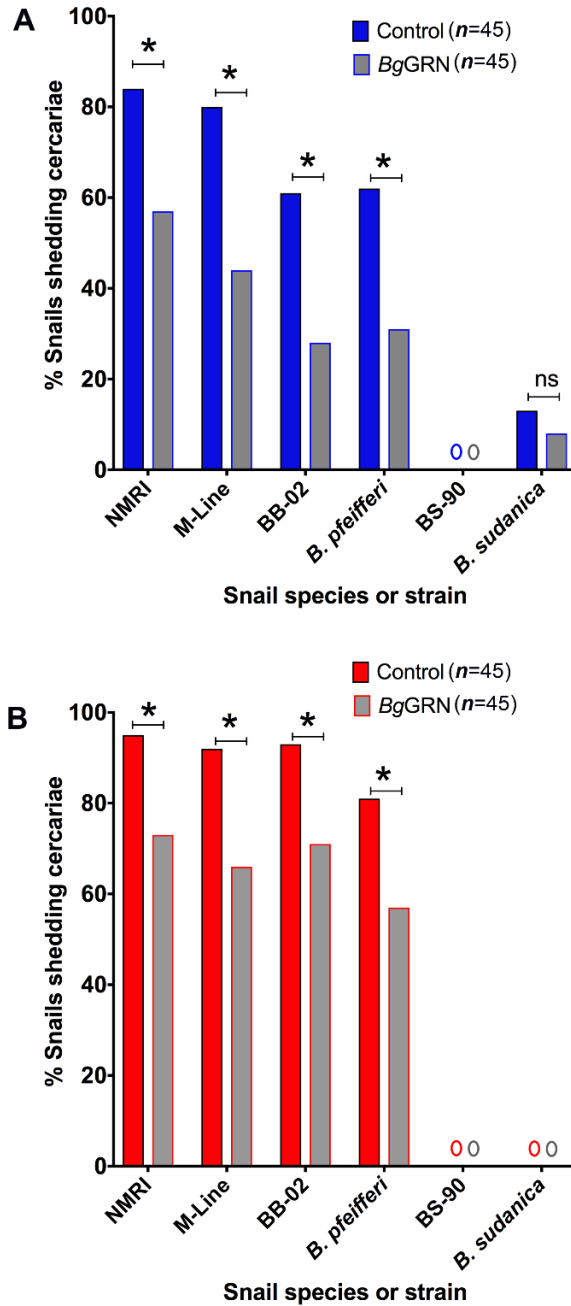 A
Control (n=45)
BgGRN (n=45)
% Snails shedding cercariae
100
80
60
40
20
0
* * * * ns
0 0
NMRI
M-Line
BB-02
B. pfeifferi
BS-90
B. sudanica
Snail species or strain
B
Control (n=45)
BgGRN (n=45)
% Snails shedding cercariae
100
80
60
40
20
0
* * * *
0 0 0 0
NMRI
M-Line
BB-02
B. pfeifferi
BS-90
B. sudanica
Snail species or strain